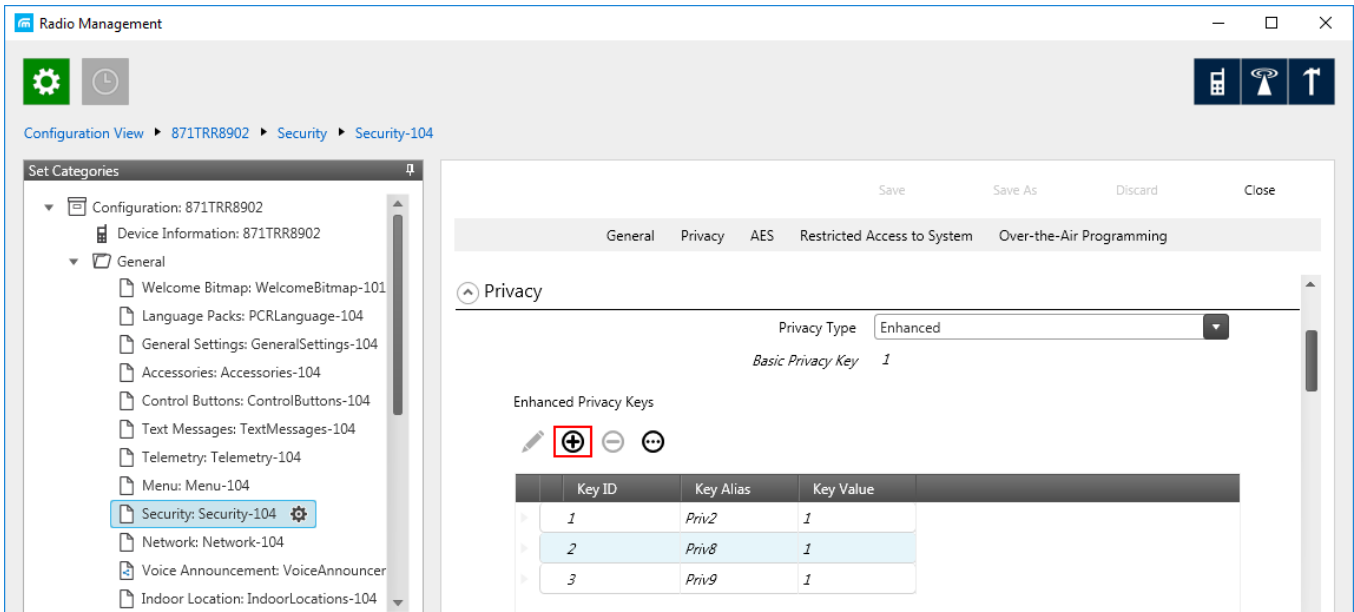 Radio Management
Configuration View 871TRR8902 Security Security-104
Set Categories
Configuration: 871TRR8902
Device Information: 871TRR8902
General
Welcome Bitmap: WelcomeBitmap-101
Language Packs: PCRLanguage-104
General Settings: GeneralSettings-104
Accessories: Accessories-104
Control Buttons: ControlButtons-104
Text Messages: TextMessages-104
Telemetry: Telemetry-104
Menu: Menu-104
Security: Security-104
Network: Network-104
Voice Announcement: VoiceAnnouncer
Indoor Location: IndoorLocations-104
Save Save As Discard Close
General Privacy AES Restricted Access to System Over-the-Air Programming
Privacy
Privacy Type Enhanced
Basic Privacy Key 1
Enhanced Privacy Keys
Key ID Key Alias Key Value
1 Priv2 1
2 Priv8 1
3 Priv9 1